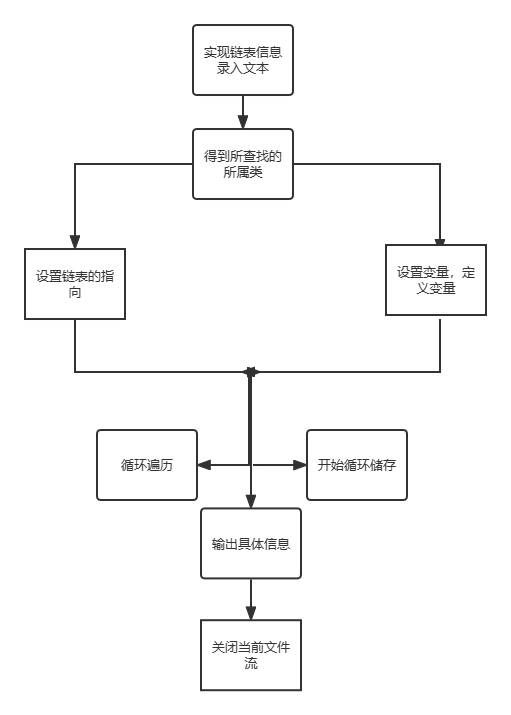 实现链表信息
录入文本
得到所查找的
所属类
设置链表的指
向
设置变量，定
义变量
循环遍历
开始循环储存
输出具体信息
关闭当前文件
流